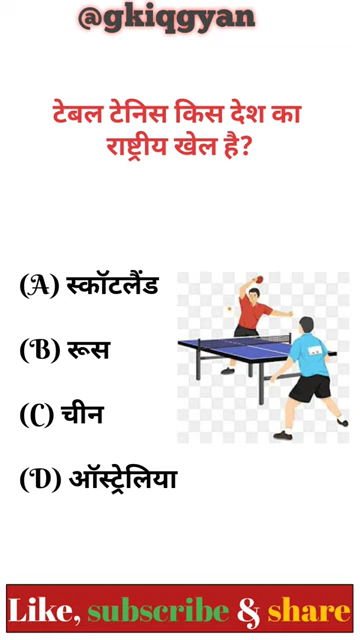 @gkiqgyan
टेबल टेनिस किस देश का
राष्ट्रीय खेल है?
(A) स्कॉटलैंड
(B) रूस
(C) चीन
(D) ऑस्ट्रेलिया
Like, subscribe & share